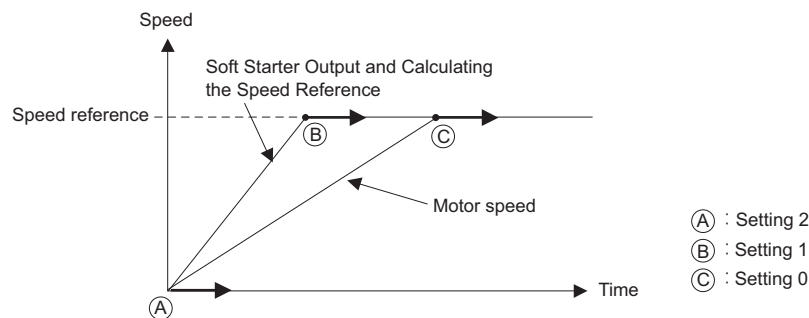 Speed
Soft Starter Output and Calculating
the Speed Reference
Speed reference
B
C
Motor speed
A : Setting 2
B : Setting 1
C : Setting 0
Time
A